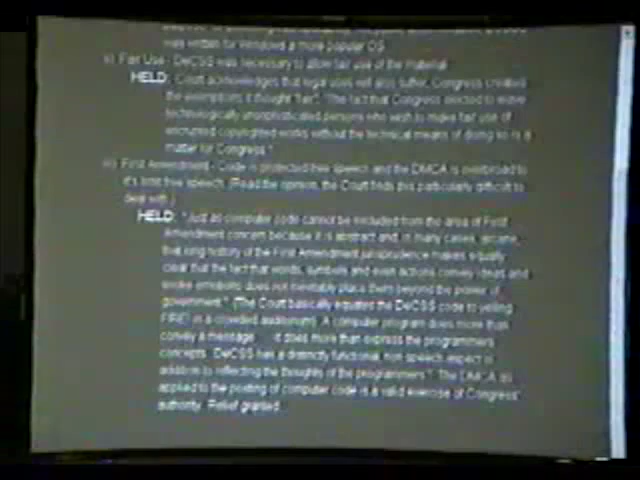 was written for Windows a more popular OS.
Fair Use - DeCSS was necessary to allow fair use of the material.
HELD: Court acknowledges that legal uses will also suffer, Congress created
the exemptions it thought "fair". The fact that Congress elected to leave
technologically unsophisticated persons who wish to make fair use of
encrypted copyrighted works without the technical means of doing so is a
matter for Congress."
First Amendment - Code is protected free speech and the DMCA is overbroad to
it's limit free speech. (Read the opinion, the Court finds this particularly difficult to
deal with.)
HELD: "Just as computer code cannot be excluded from the area of First
Amendment concern because it is abstract and, in many cases, arcane,
that long history of the First Amendment jurisprudence makes equally
clear that the fact that words, symbols and even actions convey ideas and
evoke emotions does not inevitably place them beyond the power of
government." (The Court basically equates the DeCSS code to yelling
FIRE! in a crowded auditorium). A computer program does more than
convey a message it does more than express the programmers
concepts. DeCSS has a distinctly functional, non speech aspect in
addition to reflecting the thoughts of the programmers". The DMCA as
applied to the posting of computer code is a valid exercise of Congress'
authority. Relief granted.